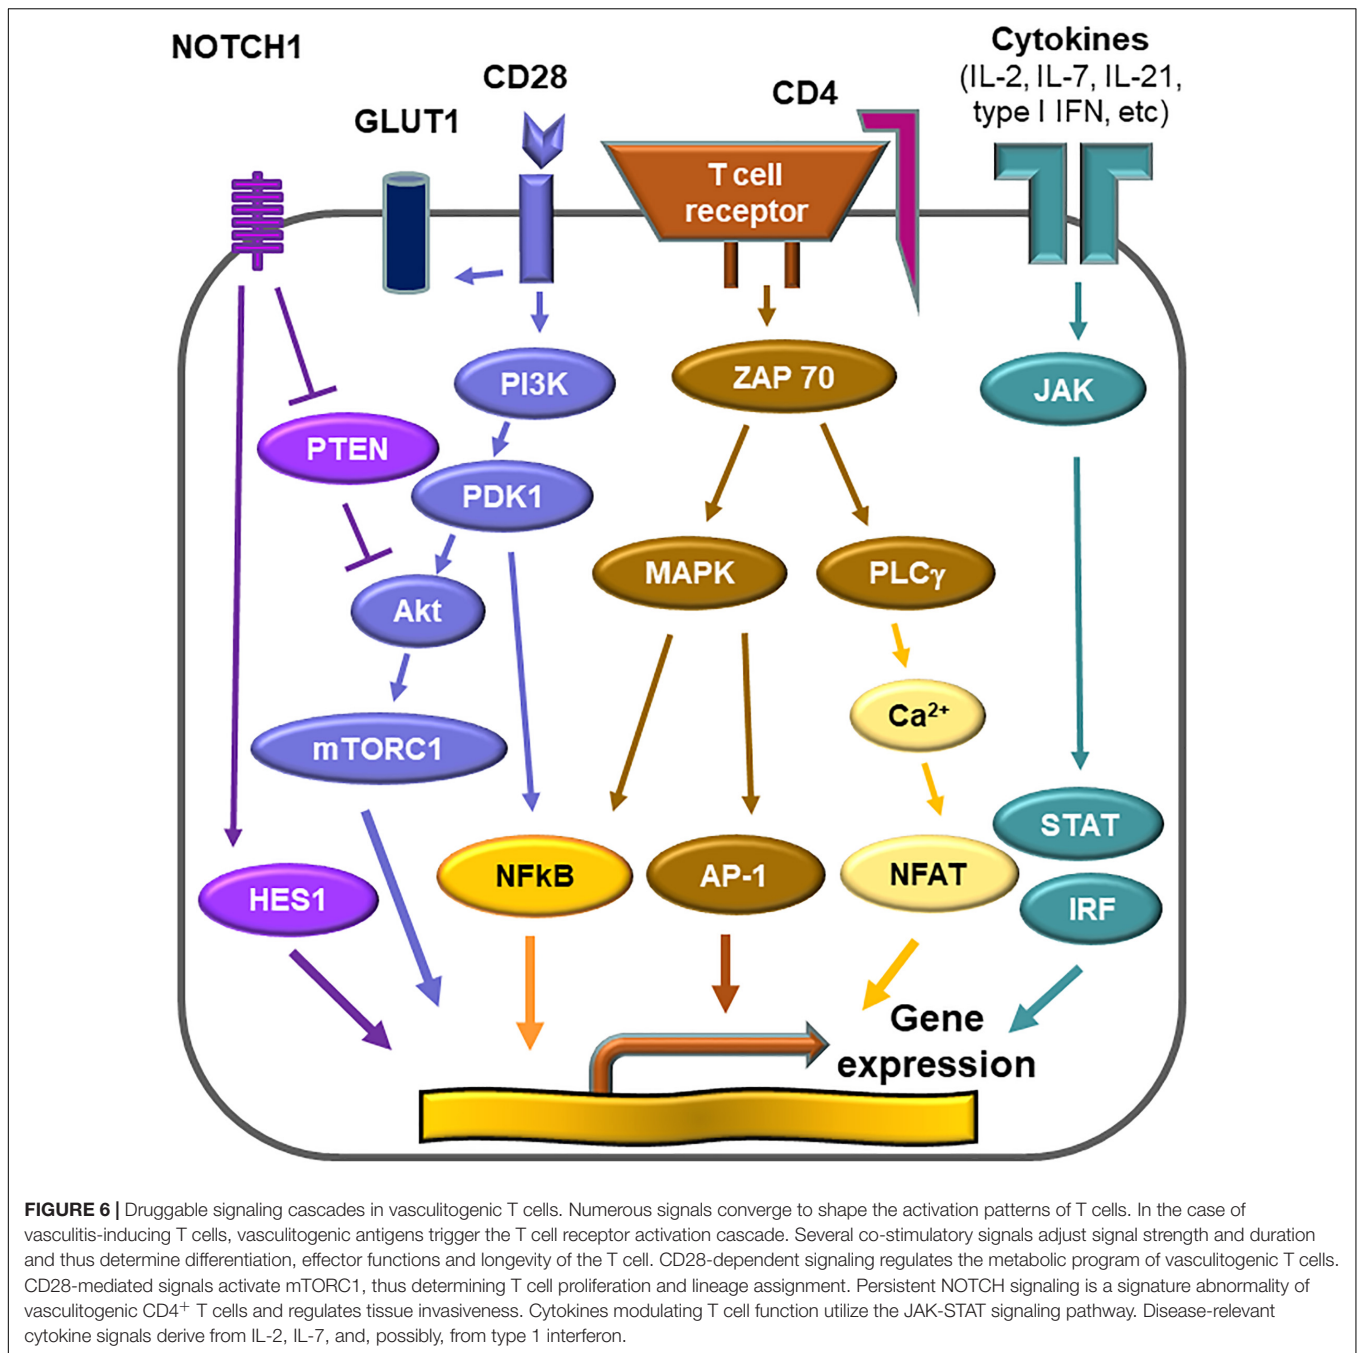 NOTCH1
GLUT1
CD28
CD4
Cytokines
(IL-2, IL-7, IL-21,
type I IFN, etc)
T cell
receptor
PI3K
ZAP 70
JAK
PTEN
PDK1
MAPK
PLCγ
Akt
Ca²⁺
mTORC1
STAT
NFkB
AP-1
NFAT
HES1
IRF
Gene
expression
FIGURE 6 | Druggable signaling cascades in vasculitogenic T cells. Numerous signals converge to shape the activation patterns of T cells. In the case of
vasculitis-inducing T cells, vasculitogenic antigens trigger the T cell receptor activation cascade. Several co-stimulatory signals adjust signal strength and duration
and thus determine differentiation, effector functions and longevity of the T cell. CD28-dependent signaling regulates the metabolic program of vasculitogenic T cells.
CD28-mediated signals activate mTORC1, thus determining T cell proliferation and lineage assignment. Persistent NOTCH signaling is a signature abnormality of
vasculitogenic CD4⁺ T cells and regulates tissue invasiveness. Cytokines modulating T cell function utilize the JAK-STAT signaling pathway. Disease-relevant
cytokine signals derive from IL-2, IL-7, and, possibly, from type 1 interferon.